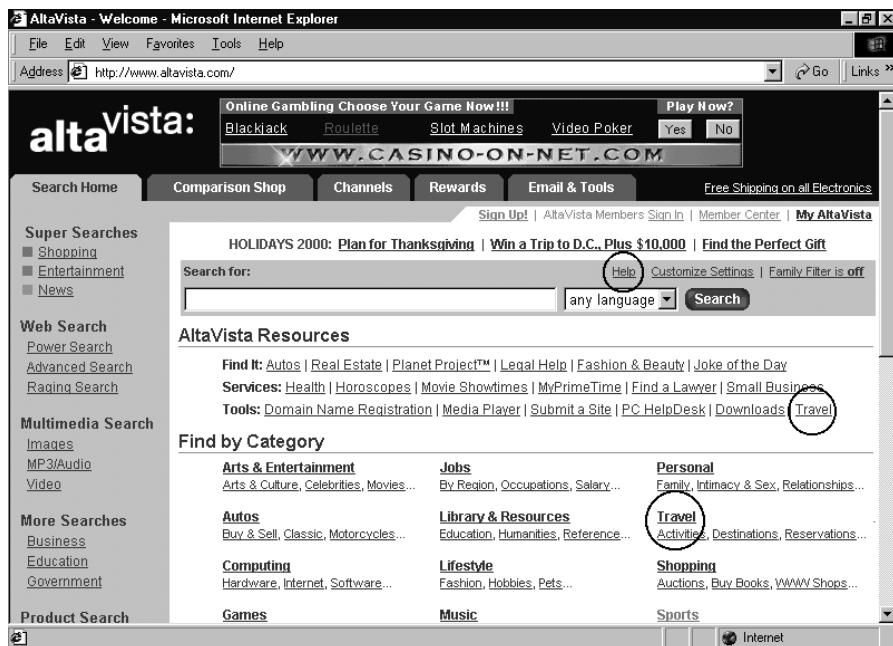 AltaVista - Welcome - Microsoft Internet Explorer
File Edit View Favorites Tools Help
Address http://www.altavista.com/ Go Links »
altavista:
Online Gambling Choose Your Game Now!!! Play Now?
Blackjack Roulette Slot Machines Video Poker Yes No
WWW.CASINO-ON-NET.COM
Search Home Comparison Shop Channels Rewards Email & Tools Free Shipping on all Electronics
Sign Up! | AltaVista Members Sign In | Member Center | My AltaVista
HOLIDAYS 2000: Plan for Thanksgiving | Win a Trip to D.C., Plus $10,000 | Find the Perfect Gift
Super Searches
Shopping
Entertainment
News
Web Search
Power Search
Advanced Search
Raging Search
Multimedia Search
Images
MP3/Audio
Video
More Searches
Business
Education
Government
Product Search
Search for: Help | Customize Settings | Family Filter is off
any language Search
AltaVista Resources
Find It: Autos | Real Estate | Planet Project™ | Legal Help | Fashion & Beauty | Joke of the Day
Services: Health | Horoscopes | Movie Showtimes | MyPrimeTime | Find a Lawyer | Small Business
Tools: Domain Name Registration | Media Player | Submit a Site | PC HelpDesk | Downloads | Travel
Find by Category
Arts & Entertainment
Arts & Culture, Celebrities, Movies...
Jobs
By Region, Occupations, Salary...
Personal
Family, Intimacy & Sex, Relationships...
Autos
Buy & Sell, Classic, Motorcycles...
Library & Resources
Education, Humanities, Reference...
Travel
Activities, Destinations, Reservations...
Computing
Hardware, Internet, Software...
Lifestyle
Fashion, Hobbies, Pets...
Shopping
Auctions, Buy Books, WWW Shops...
Games
Music
Sports
Internet